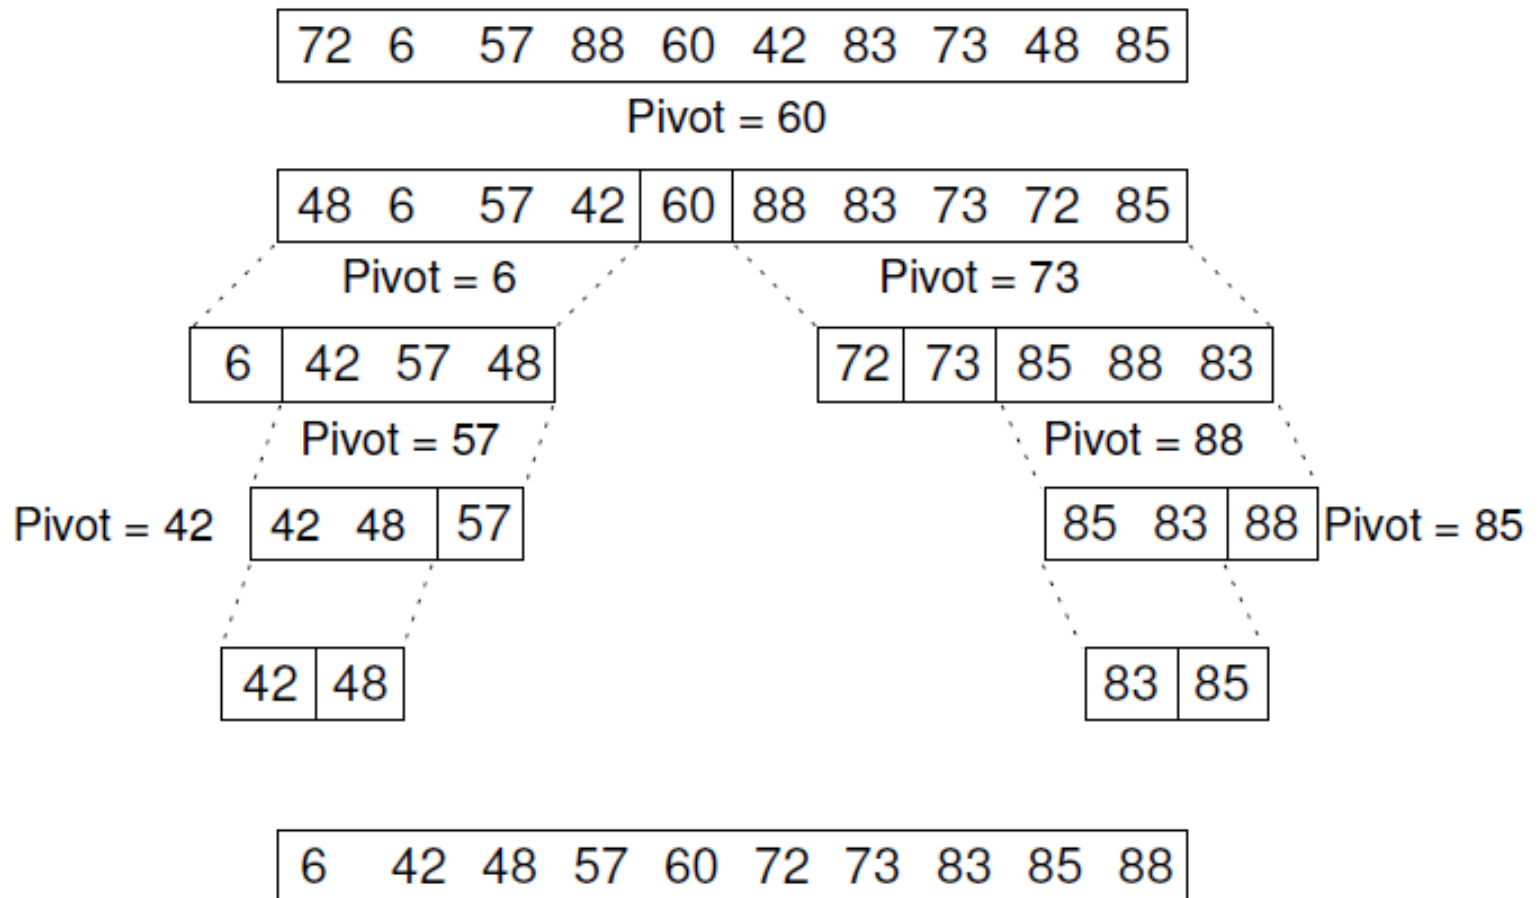 72 6 57 88 60 42 83 73 48 85
Pivot = 60
48 6 57 42 60 88 83 73 72 85
Pivot = 6 Pivot = 73
6 42 57 48 72 73 85 88 83
Pivot = 57 Pivot = 88
Pivot = 42 42 48 57 85 83 88 Pivot = 85
42 48 83 85
6 42 48 57 60 72 73 83 85 88